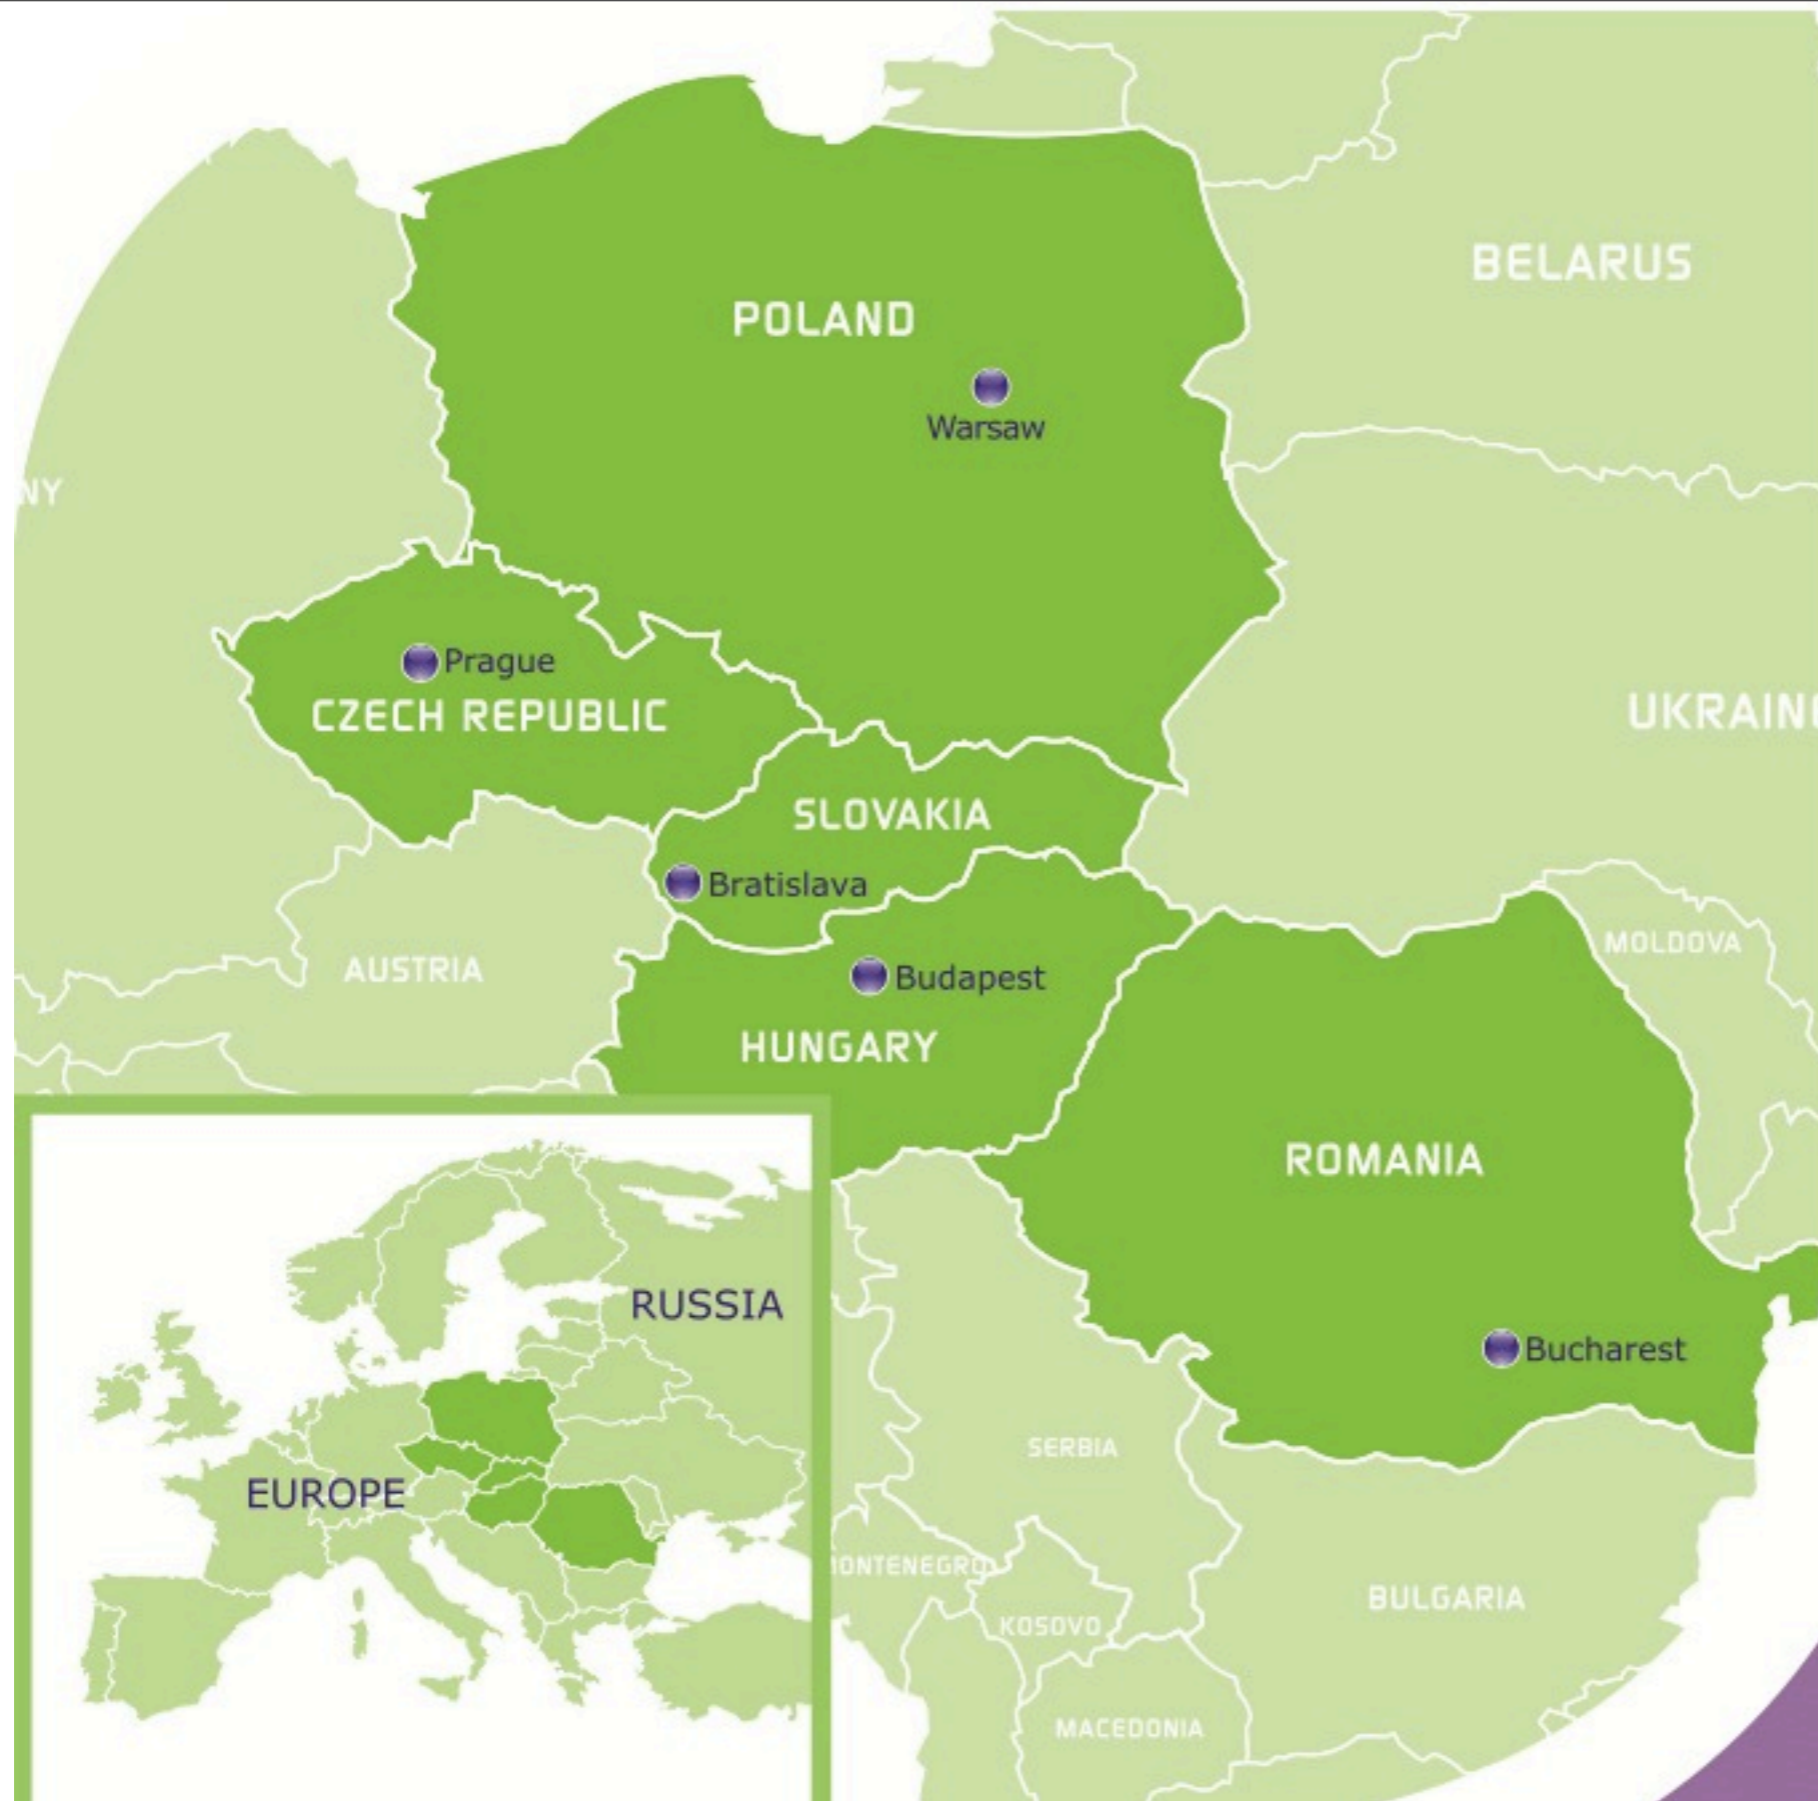 BELARUS
POLAND
Warsaw
NY
Prague
CZECH REPUBLIC
UKRAIN
SLOVAKIA
Bratislava
MOLDOVA
AUSTRIA
Budapest
HUNGARY
ROMANIA
RUSSIA
Bucharest
SERBIA
EUROPE
ONTENEGRO
BULGARIA
KOSOVO
MACEDONIA